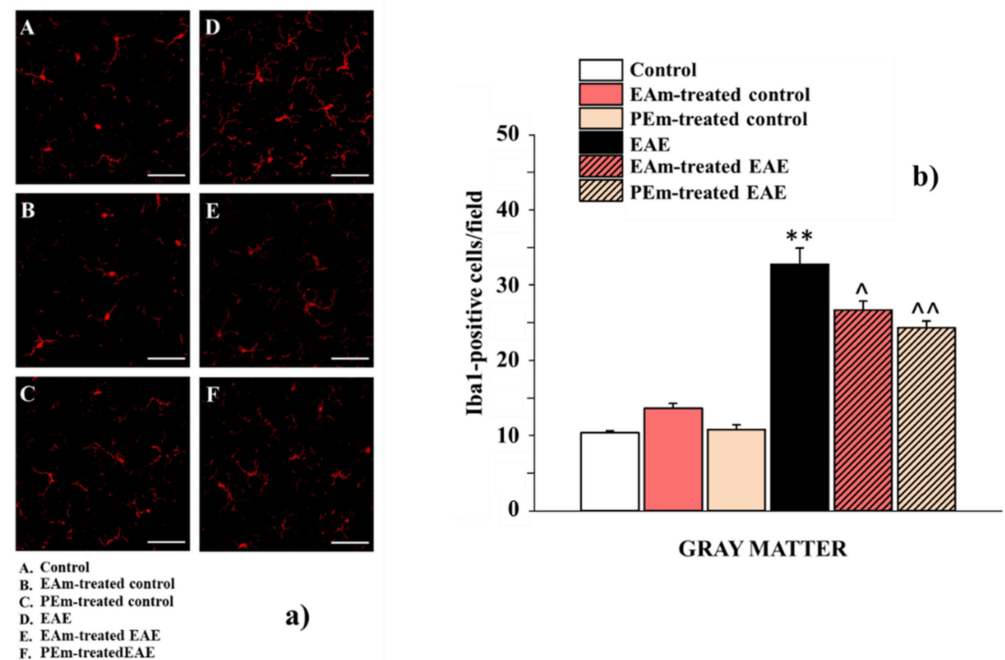 A
D
B
E
C
F
A. Control
B. EAm-treated control
C. PEm-treated control
D. EAE
E. EAm-treated EAE
F. PEm-treatedEAE
a)
Control
EAm-treated control
PEm-treated control
EAE
EAm-treated EAE
PEm-treated EAE
b)
Iba1-positive cells/field
50
40
30
20
10
0
**
^
^^
GRAY MATTER